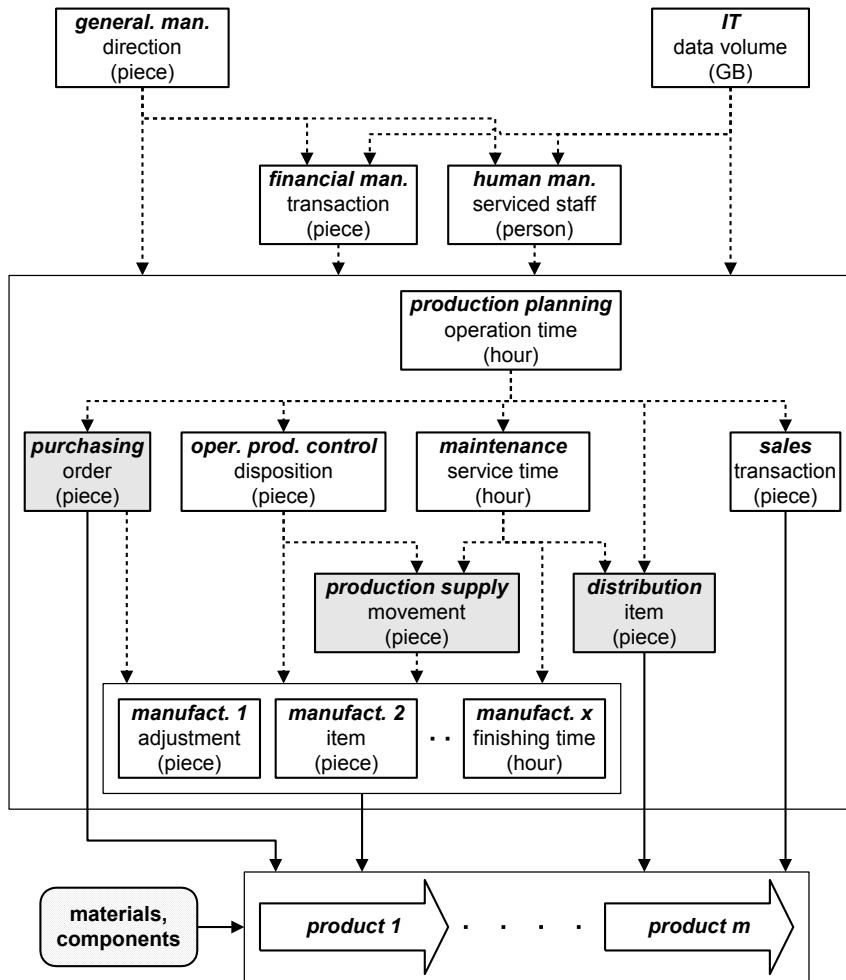 general. man.
direction
(piece)
IT
data volume
(GB)
financial man.
transaction
(piece)
human man.
serviced staff
(person)
production planning
operation time
(hour)
purchasing
order
(piece)
oper. prod. control
disposition
(piece)
maintenance
service time
(hour)
sales
transaction
(piece)
production supply
movement
(piece)
distribution
item
(piece)
manufact. 1
adjustment
(piece)
manufact. 2
item
(piece)
. .
manufact. x
finishing time
(hour)
materials,
components
product 1
. . . .
product m